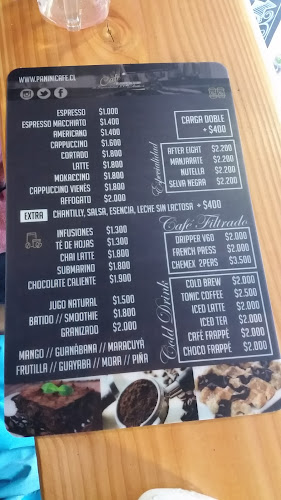 WWW.PANINICAFE.CL
ESPRESSO $1.000
ESPRESSO MACCHIATO $1.400
AMERICANO $1.400
CAPPUCCINO $1.600
CORTADO $1.800
LATTE $1.800
MOKACCINO $1.800
CAPPUCCINO VIENÉS $1.800
AFFOGATO $2.000
Especialidad
CARGA DOBLE
+ $400
AFTER EIGHT $2.200
MANJARATE $2.200
NUTELLA $2.200
SELVA NEGRA $2.200
EXTRA CHANTILLY, SALSA, ESENCIA, LECHE SIN LACTOSA + $400
INFUSIONES $1.300
TÉ DE HOJAS $1.300
CHAI LATTE $1.800
SUBMARINO $1.800
CHOCOLATE CALIENTE $1.900
JUGO NATURAL $1.500
BATIDO // SMOOTHIE $1.800
GRANIZADO $2.000
MANGO // GUANÁBANA // MARACUYÁ
FRUTILLA // GUAYABA // MORA // PIÑA
Café Filtrado
DRIPPER V60 $2.000
FRENCH PRESS $2.000
CHEMEX 2PERS $3.500
Cold Drink
COLD BREW $2.000
TONIC COFFEE $2.500
ICED LATTE $2.000
ICED TEA $2.000
CAFÉ FRAPPÉ $2.000
CHOCO FRAPPÉ $2.000